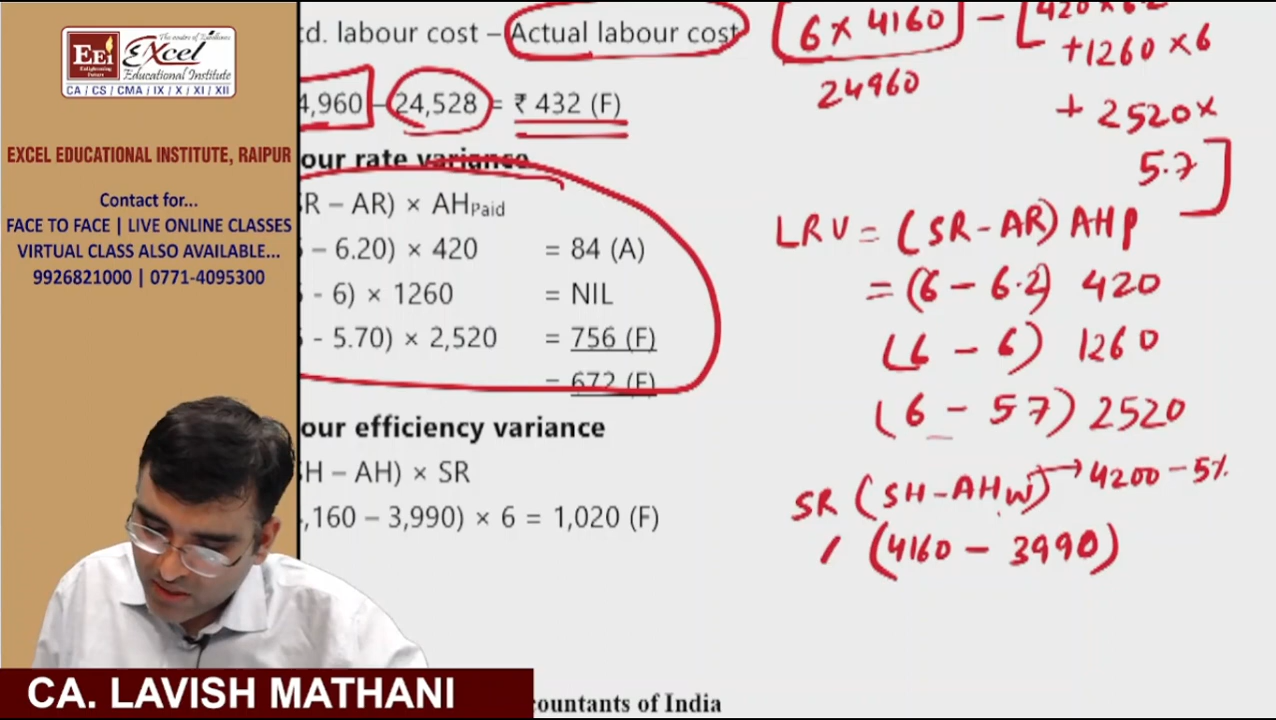 The centre of Excellence
EEi
Enlightening Future
EXcel
Educational Institute
CA / CS / CMA / IX / X / XI / XII
EXCEL EDUCATIONAL INSTITUTE, RAIPUR
Contact for...
FACE TO FACE | LIVE ONLINE CLASSES
VIRTUAL CLASS ALSO AVAILABLE...
9926821000 | 0771-4095300
td. labour cost – Actual labour cost
4,960 – 24,528 = ₹ 432 (F)
our rate variance
R – AR) × AHPaid
– 6.20) × 420 = 84 (A)
- 6) × 1260 = NIL
- 5.70) × 2,520 = 756 (F)
= 672 (F)
our efficiency variance
H – AH) × SR
,160 – 3,990) × 6 = 1,020 (F)
[6 × 4160] – [420×6.2
24960
+1260 ×6
+ 2520×
5.7]
LRV = (SR-AR) AHP
= (6 – 6.2) 420
(6 – 6) 1260
(6 – 57) 2520
SR (SH-AHW) → 4200 – 5%
(4160 – 3990)
CA. LAVISH MATHANI
countants of India